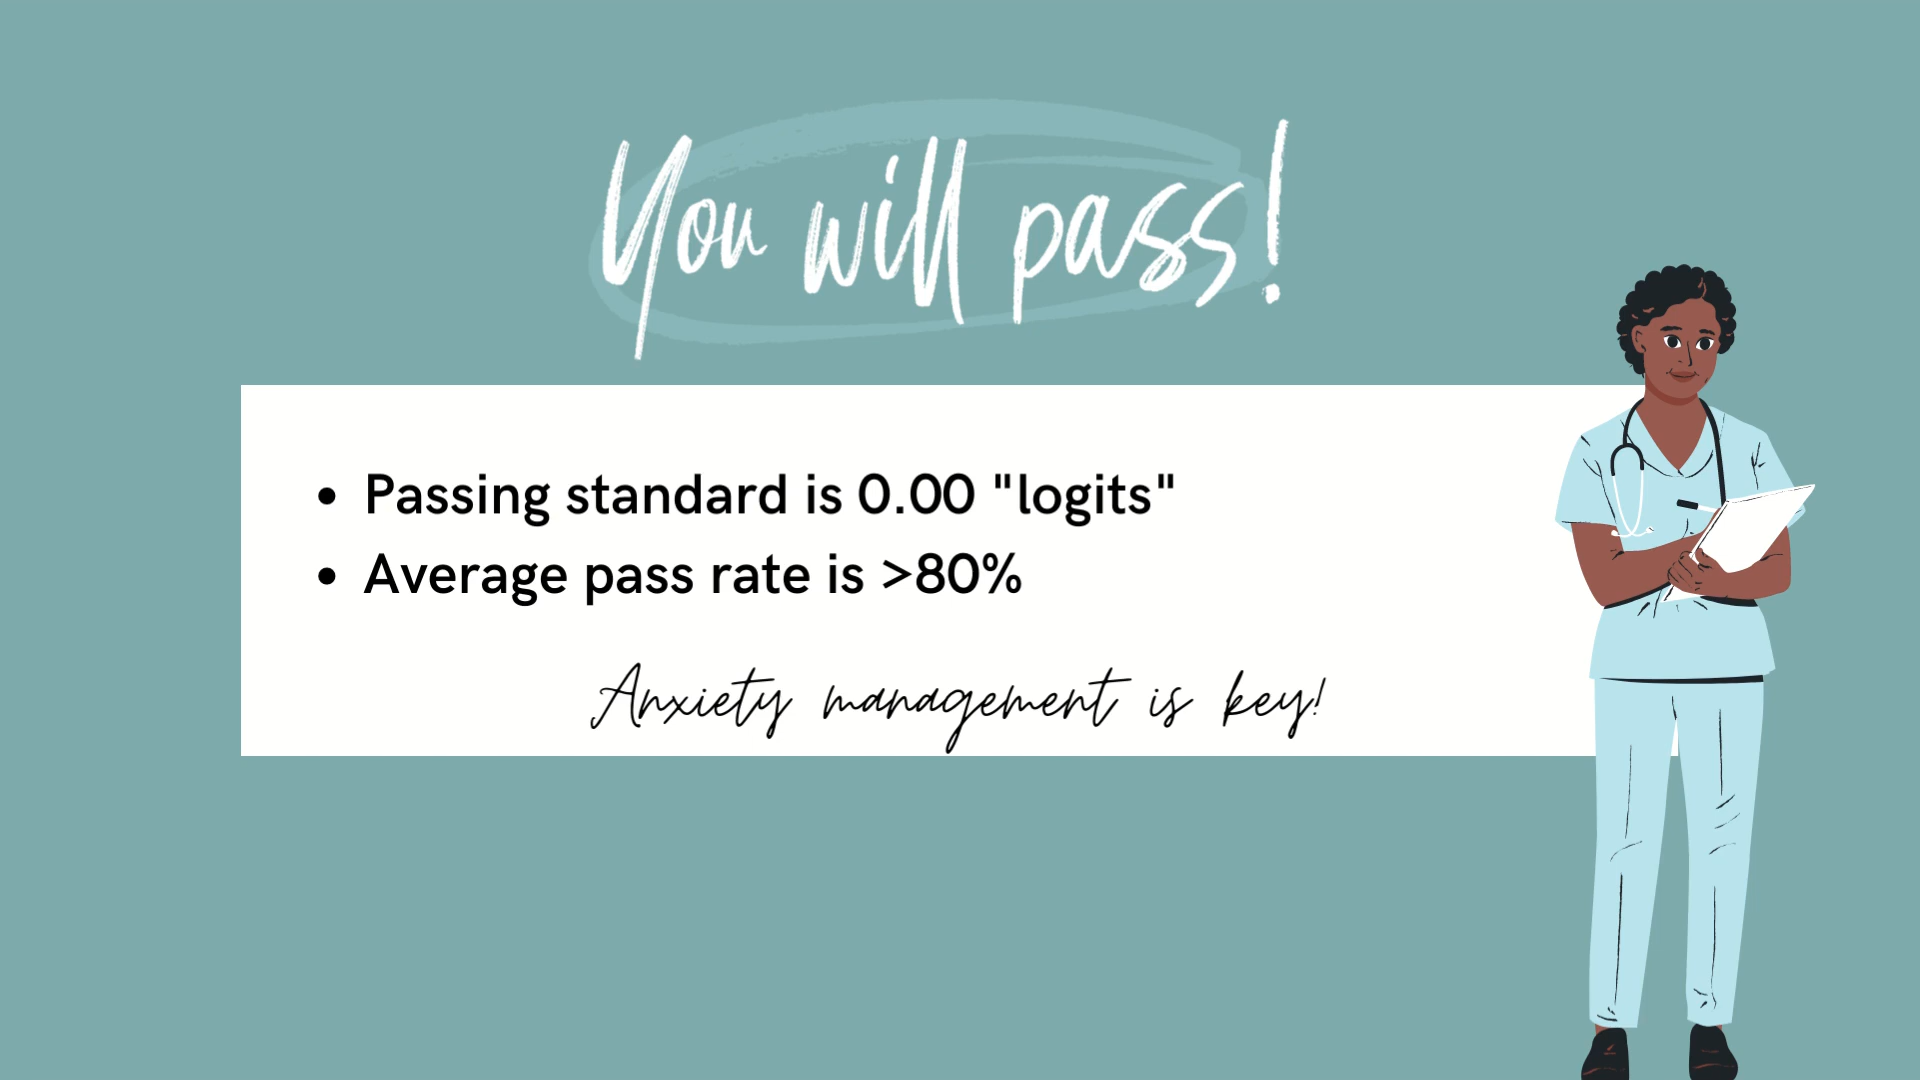 You will pass!
• Passing standard is 0.00 "logits"
• Average pass rate is >80%
Anxiety management is key!